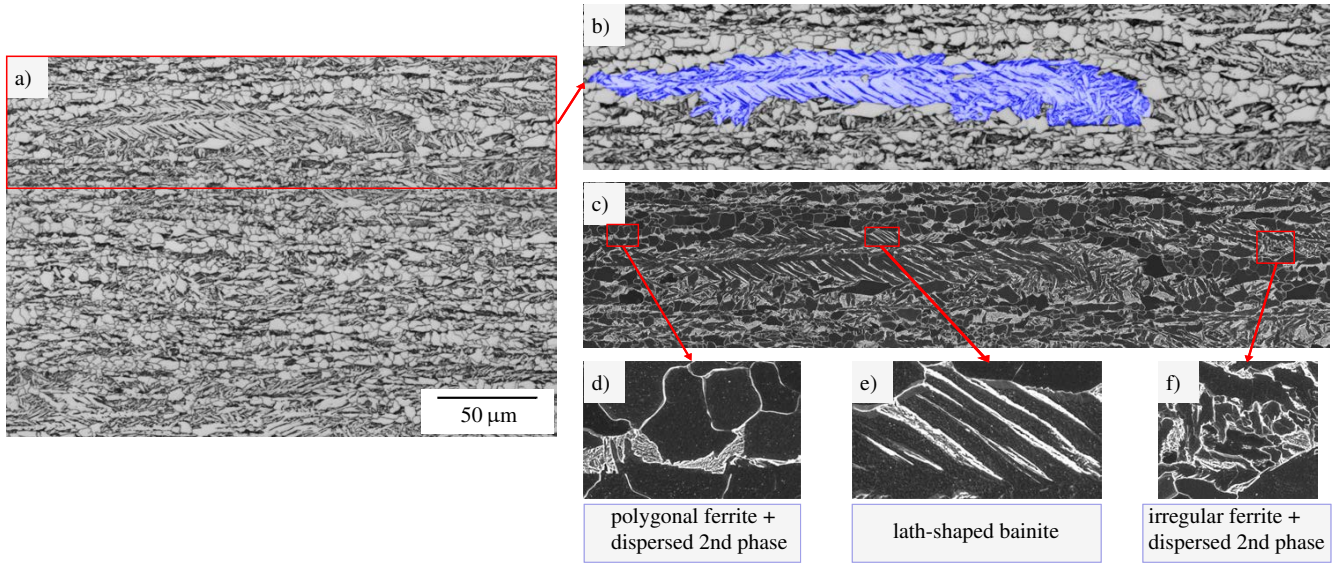 a)
50 μm
b)
c)
d)
e)
f)
polygonal ferrite +
dispersed 2nd phase
lath-shaped bainite
irregular ferrite +
dispersed 2nd phase